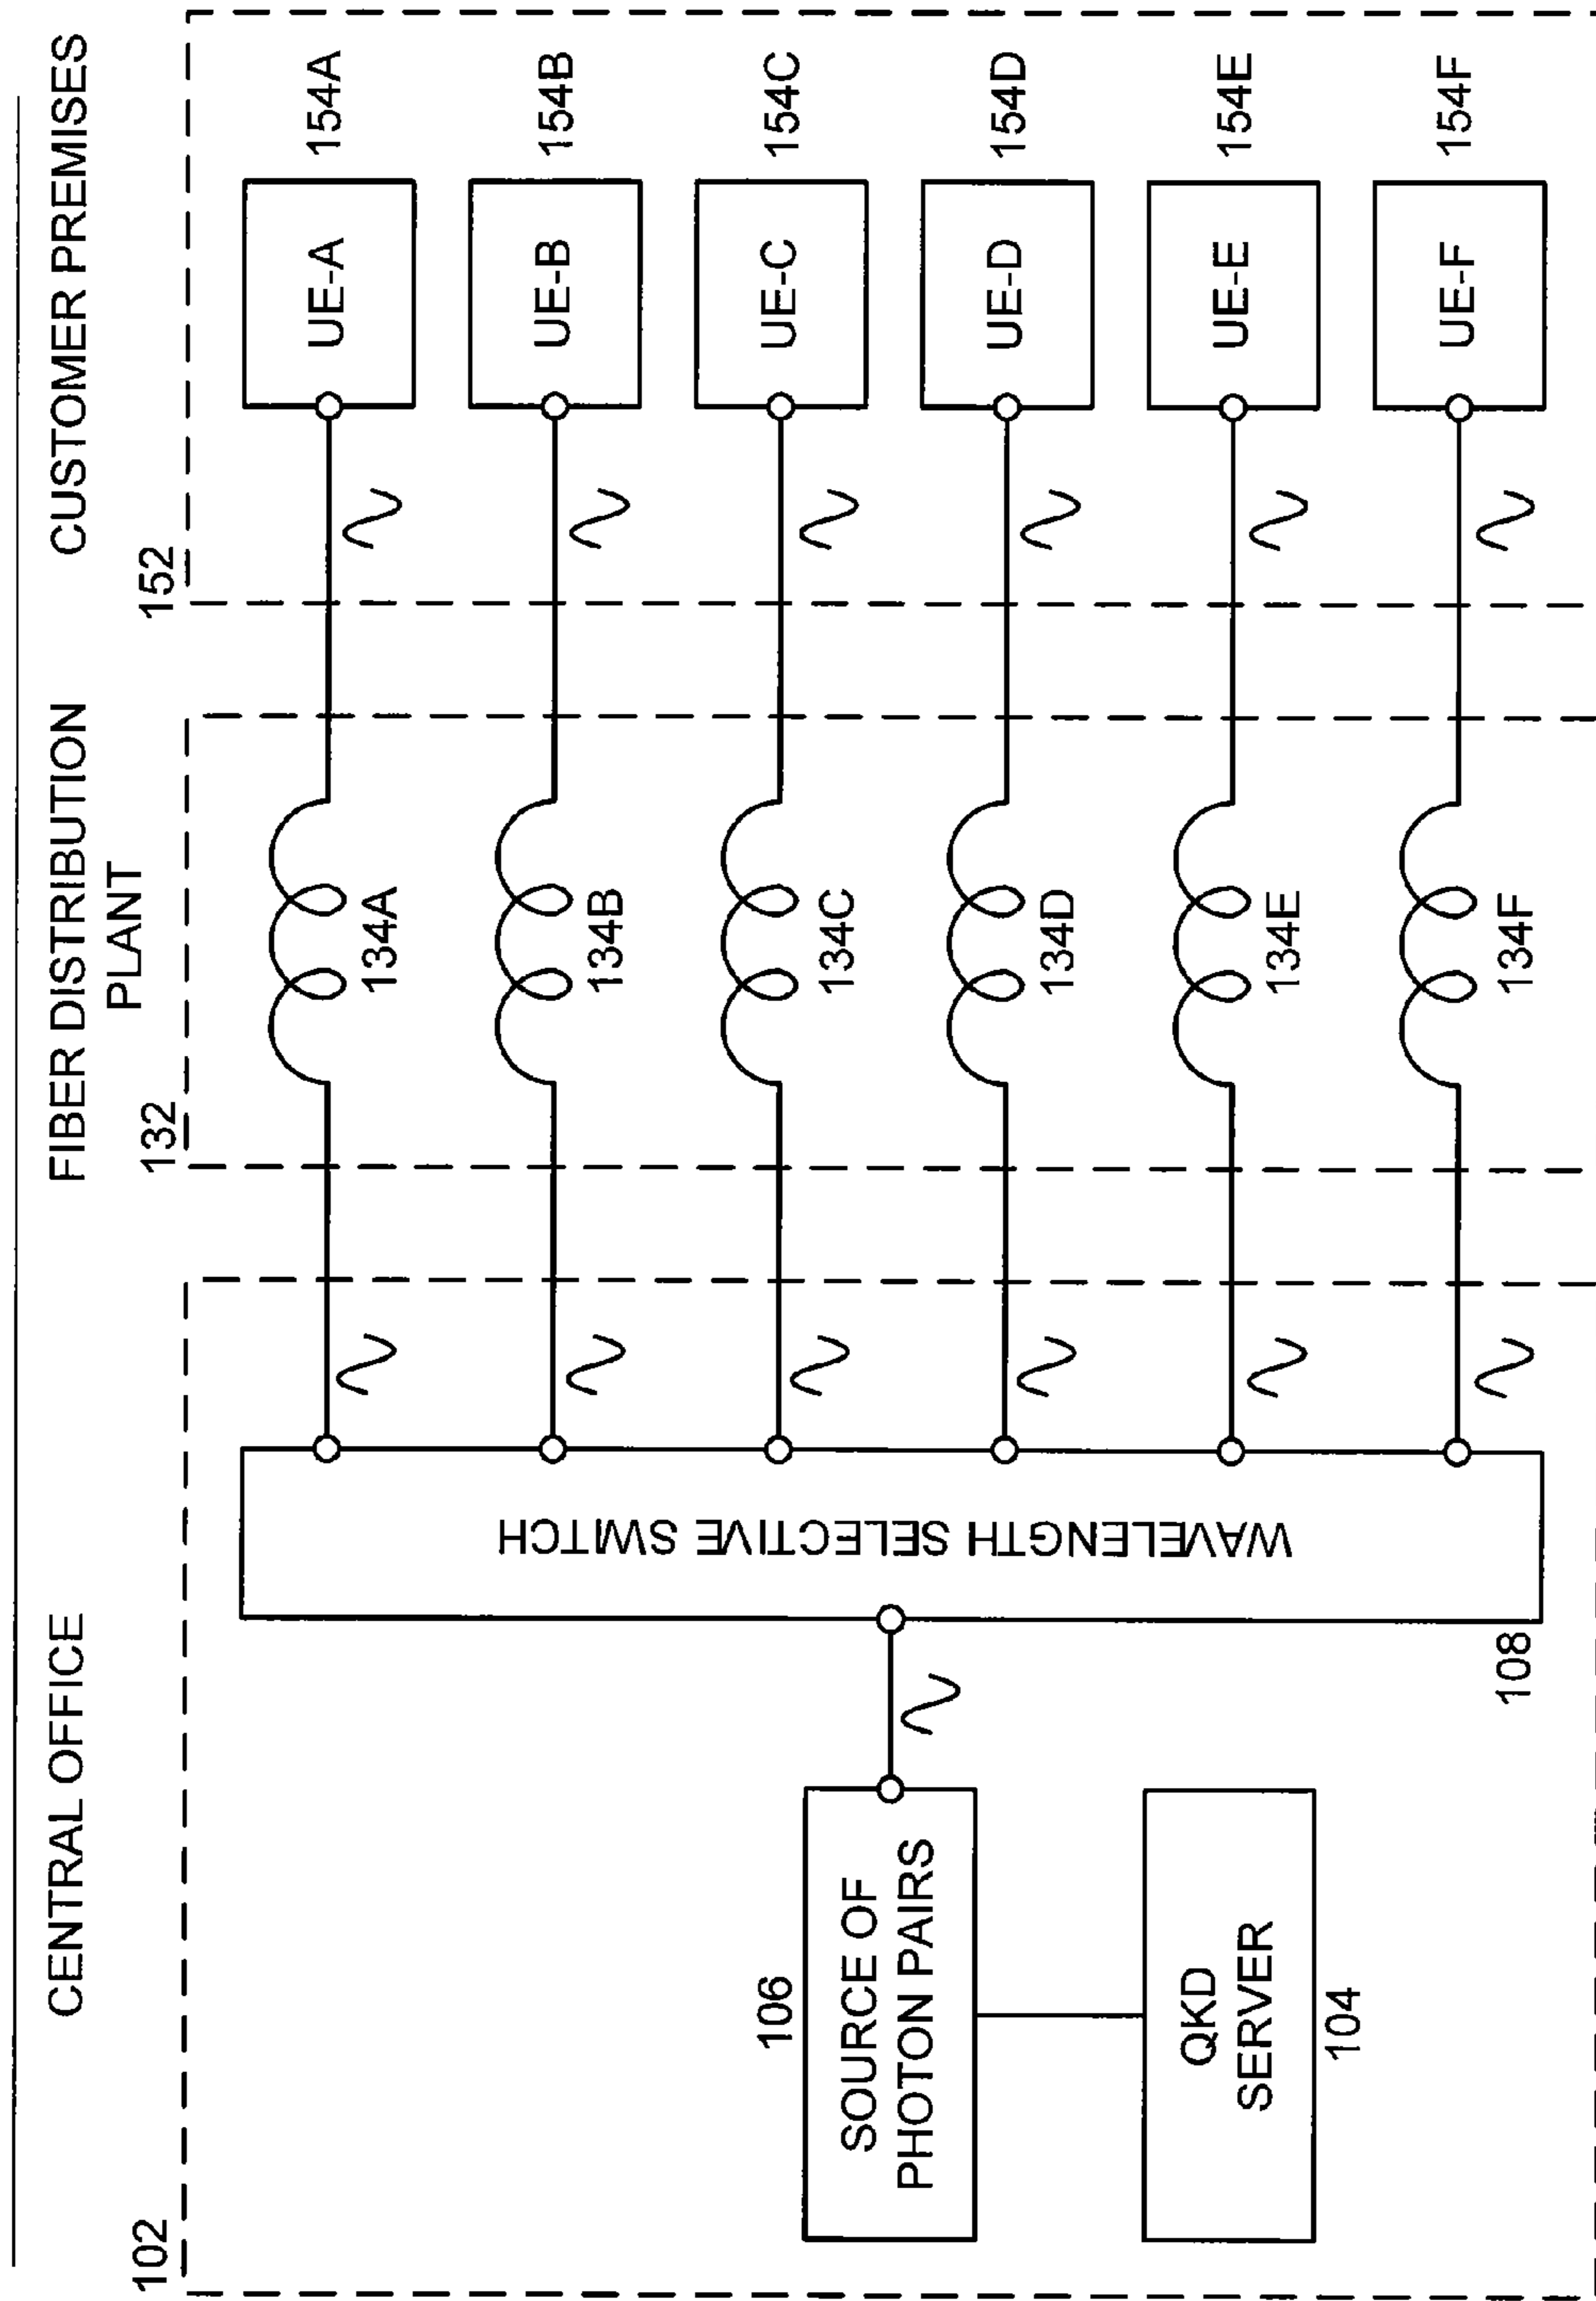 CENTRAL OFFICE
FIBER DISTRIBUTION
PLANT
CUSTOMER PREMISES
102
132
152
106
SOURCE OF
PHOTON PAIRS
QKD
SERVER
104
WAVELENGTH SELECTIVE SWITCH
108
134A
134B
134C
134D
134E
134F
UE-A
154A
UE-B
154B
UE-C
154C
UE-D
154D
UE-E
154E
UE-F
154F